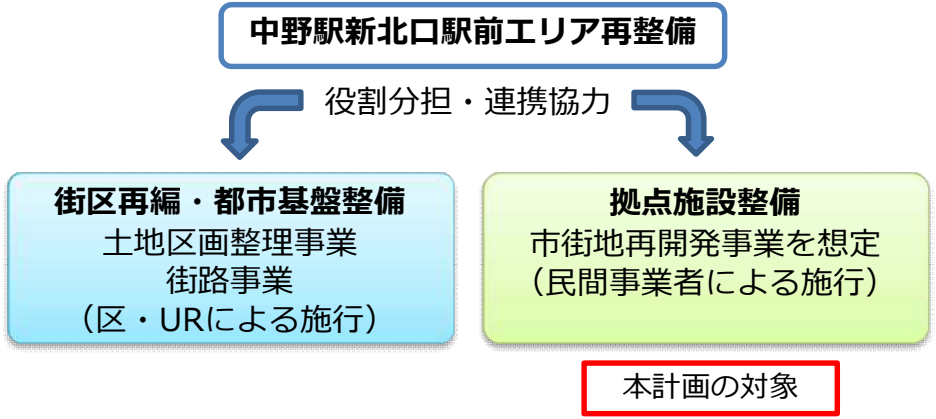 中野駅新北口駅前エリア再整備
役割分担・連携協力
街区再編・都市基盤整備
土地区画整理事業
街路事業
（区・URによる施行）
拠点施設整備
市街地再開発事業を想定
（民間事業者による施行）
本計画の対象